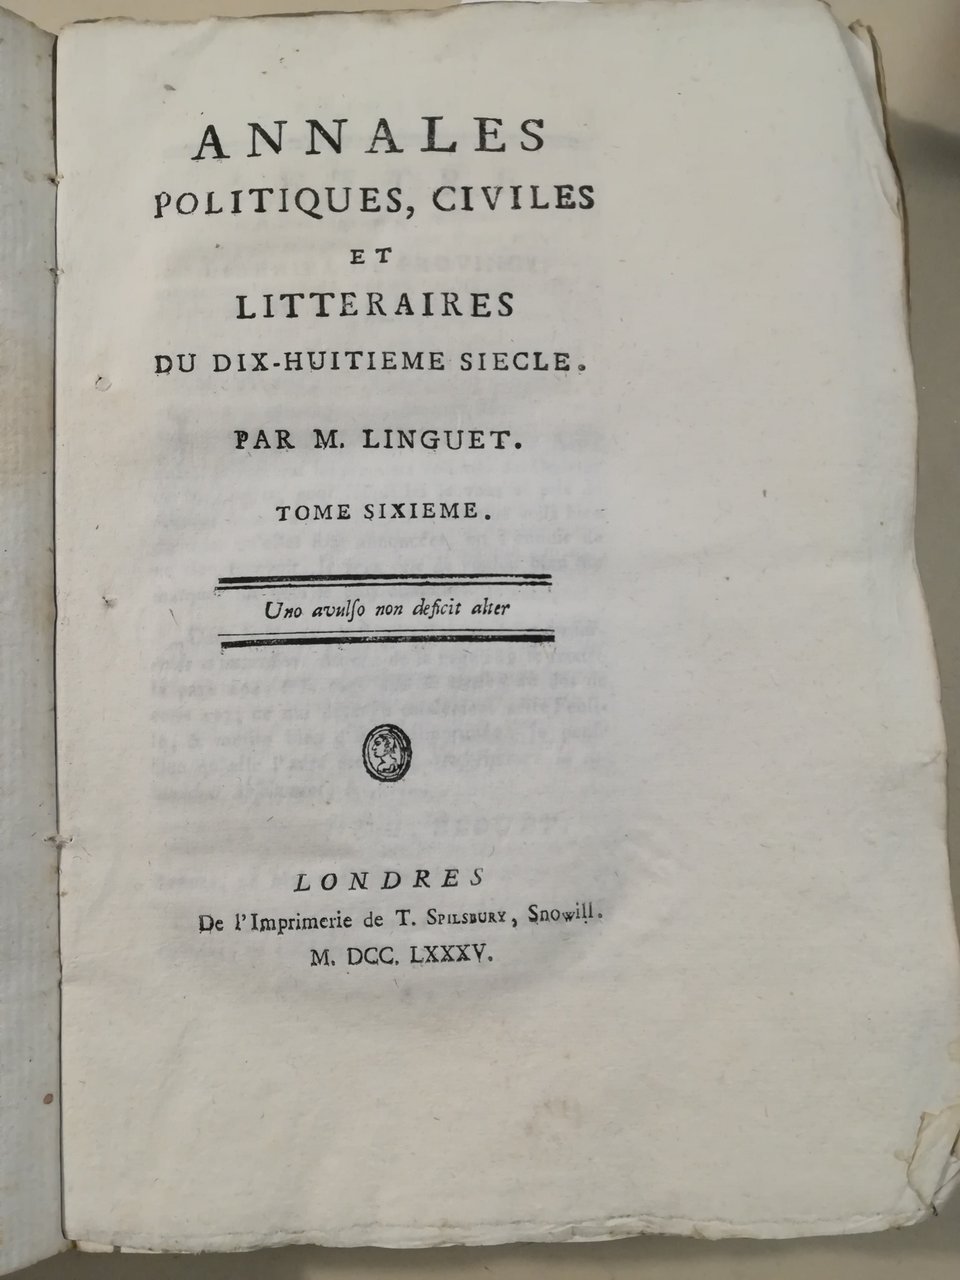 ANNALES
POLITIQUES, CIVILES
ET
LITTERAIRES
DU DIX-HUITIEME SIECLE.
PAR M. LINGUET.
TOME SIXIEME.
Uno avulſo non deficit alter
LONDRES
De l'Imprimerie de T. SPILSBURY, Snowill.
M. DCC. LXXXV.